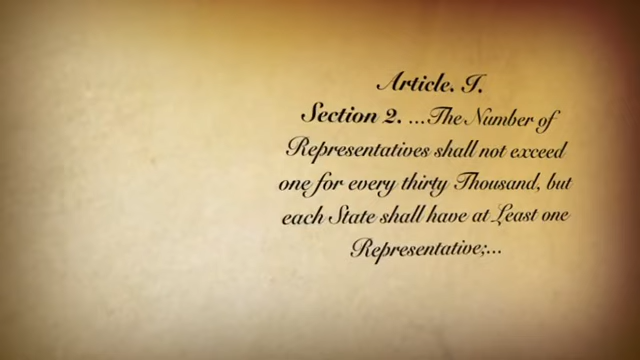 Article. I.
Section 2. ...The Number of
Representatives shall not exceed
one for every thirty Thousand, but
each State shall have at Least one
Representative;...